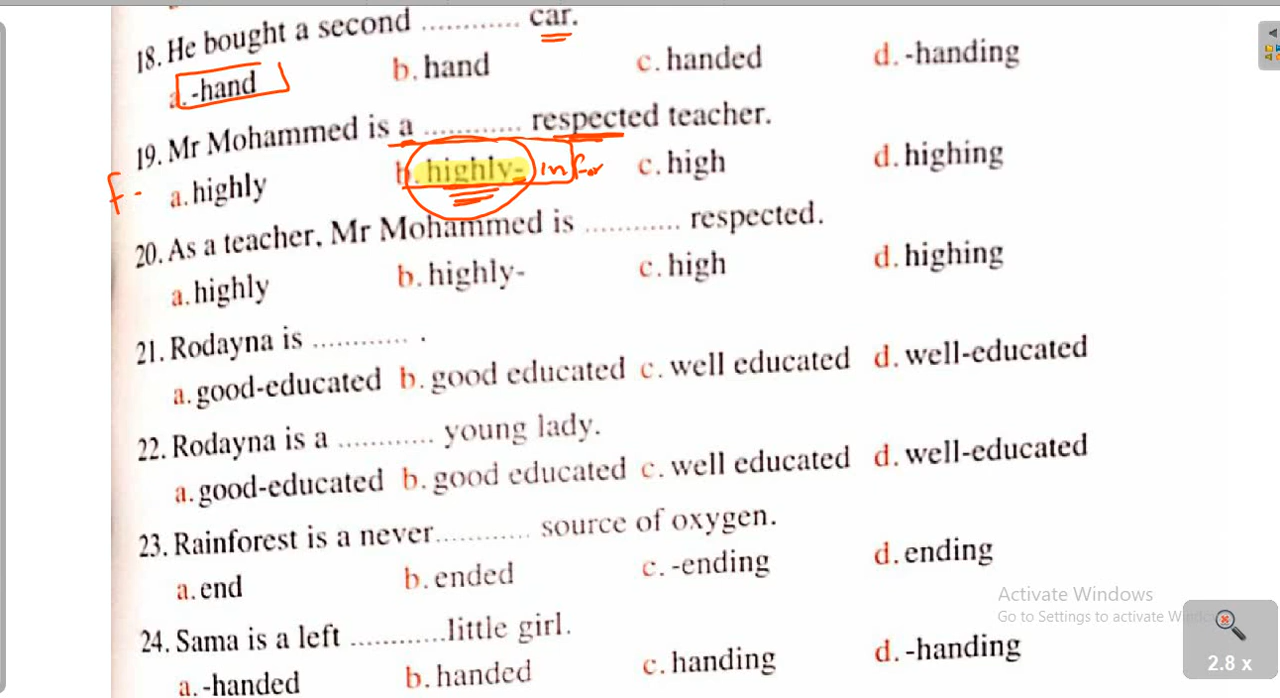 18. He bought a second ............ car.
a. -hand b. hand c. handed d. -handing
19. Mr Mohammed is a ............ respected teacher.
f. a. highly b. highly- in for c. high d. highing
20. As a teacher, Mr Mohammed is ............ respected.
a. highly b. highly- c. high d. highing
21. Rodayna is ............ .
a. good-educated b. good educated c. well educated d. well-educated
22. Rodayna is a ............ young lady.
a. good-educated b. good educated c. well educated d. well-educated
23. Rainforest is a never............ source of oxygen.
a. end b. ended c. -ending d. ending
24. Sama is a left ............little girl.
a. -handed b. handed c. handing d. -handing
Activate Windows
Go to Settings to activate
2.8 x